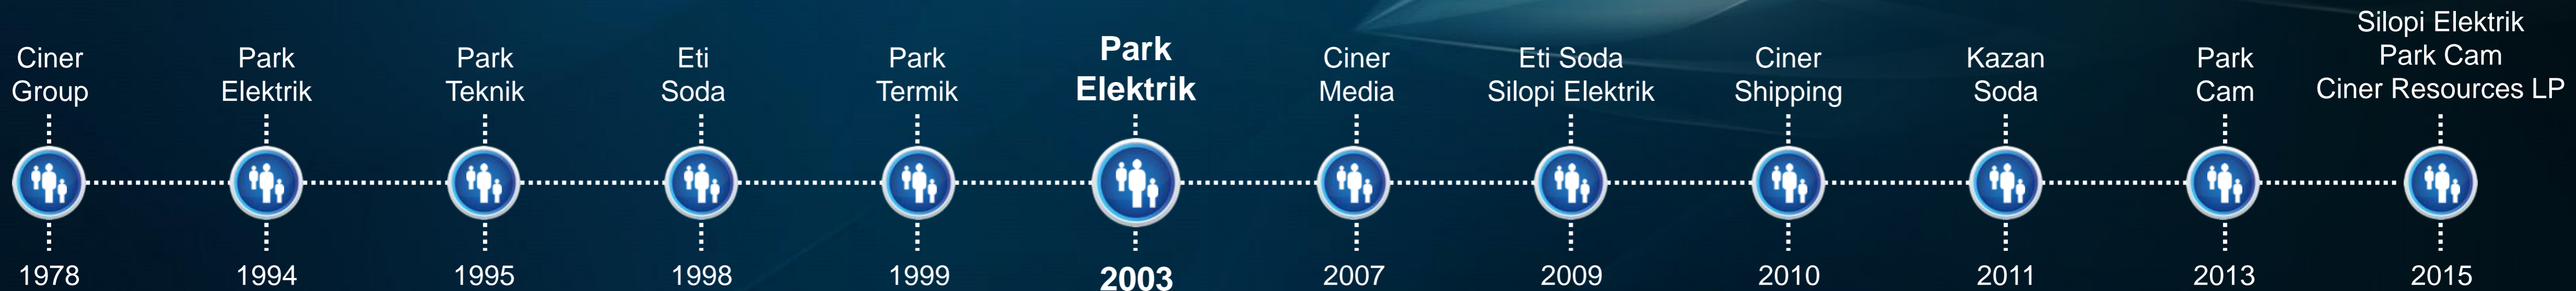 Ciner
Group
1978
Park
Elektrik
1994
Park
Teknik
1995
Eti
Soda
1998
Park
Termik
1999
Park
Elektrik
2003
Ciner
Media
2007
Eti Soda
Silopi Elektrik
2009
Ciner
Shipping
2010
Kazan
Soda
2011
Park
Cam
2013
Silopi Elektrik
Park Cam
Ciner Resources LP
2015